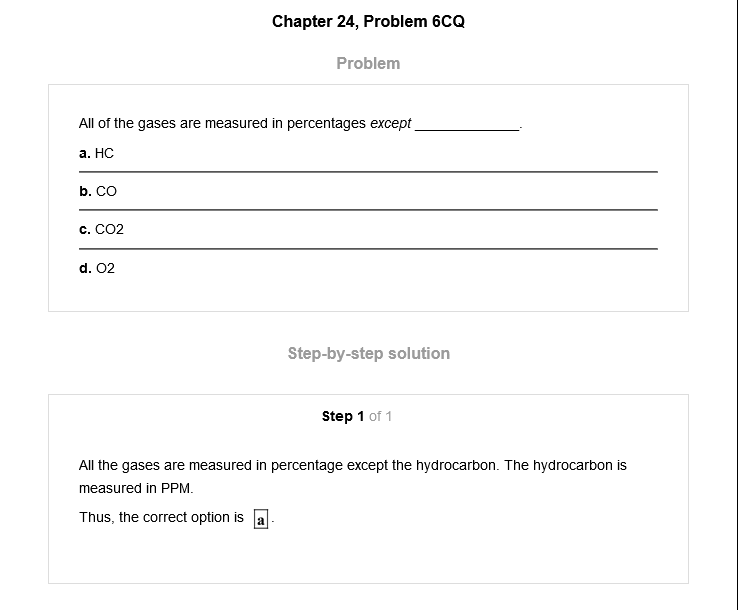 Chapter 24, Problem 6CQ
Problem
All of the gases are measured in percentages except _____________.
a. HC
b. CO
c. CO2
d. O2
Step-by-step solution
Step 1 of 1
All the gases are measured in percentage except the hydrocarbon. The hydrocarbon is
measured in PPM.
Thus, the correct option is a.